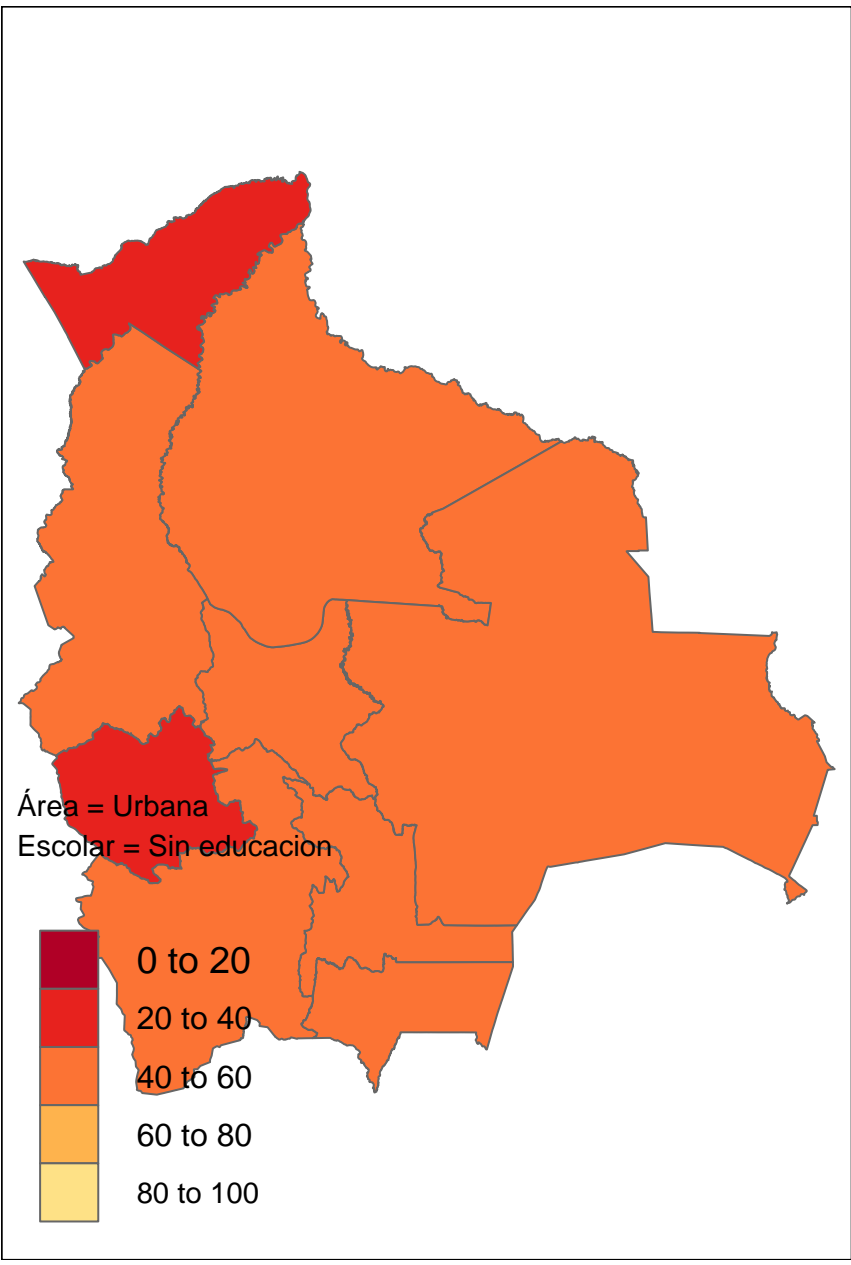 Área = Urbana
Escolar = Sin educacion
0 to 20
20 to 40
40 to 60
60 to 80
80 to 100